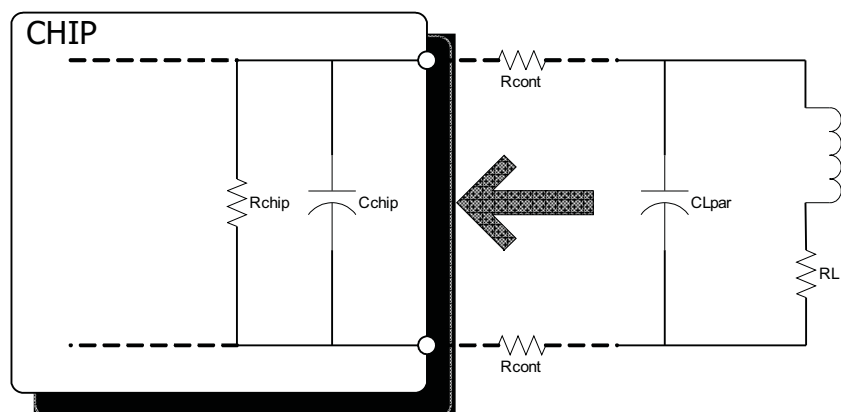 CHIP
Rcont
Rchip
Cchip
CLpar
RL
Rcont